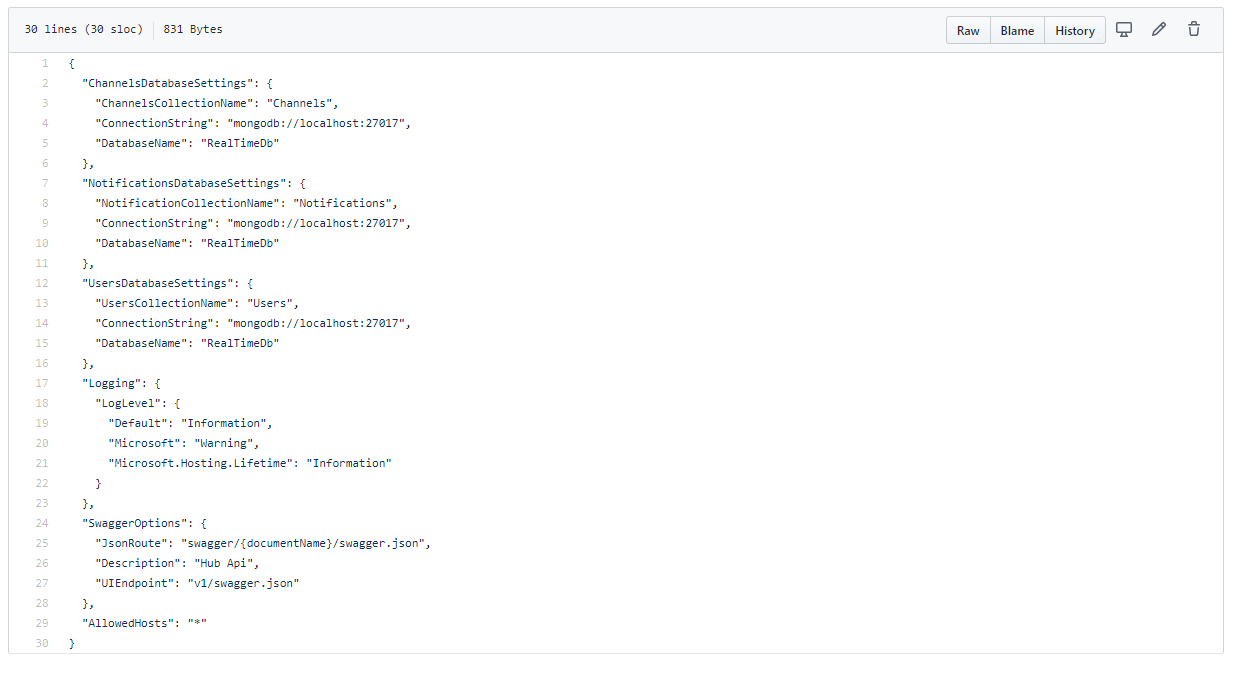 30 lines (30 sloc) 831 Bytes Raw Blame History
1 {
2 "ChannelsDatabaseSettings": {
3 "ChannelsCollectionName": "Channels",
4 "ConnectionString": "mongodb://localhost:27017",
5 "DatabaseName": "RealTimeDb"
6 },
7 "NotificationsDatabaseSettings": {
8 "NotificationCollectionName": "Notifications",
9 "ConnectionString": "mongodb://localhost:27017",
10 "DatabaseName": "RealTimeDb"
11 },
12 "UsersDatabaseSettings": {
13 "UsersCollectionName": "Users",
14 "ConnectionString": "mongodb://localhost:27017",
15 "DatabaseName": "RealTimeDb"
16 },
17 "Logging": {
18 "LogLevel": {
19 "Default": "Information",
20 "Microsoft": "Warning",
21 "Microsoft.Hosting.Lifetime": "Information"
22 }
23 },
24 "SwaggerOptions": {
25 "JsonRoute": "swagger/{documentName}/swagger.json",
26 "Description": "Hub Api",
27 "UIEndpoint": "v1/swagger.json"
28 },
29 "AllowedHosts": "*"
30 }